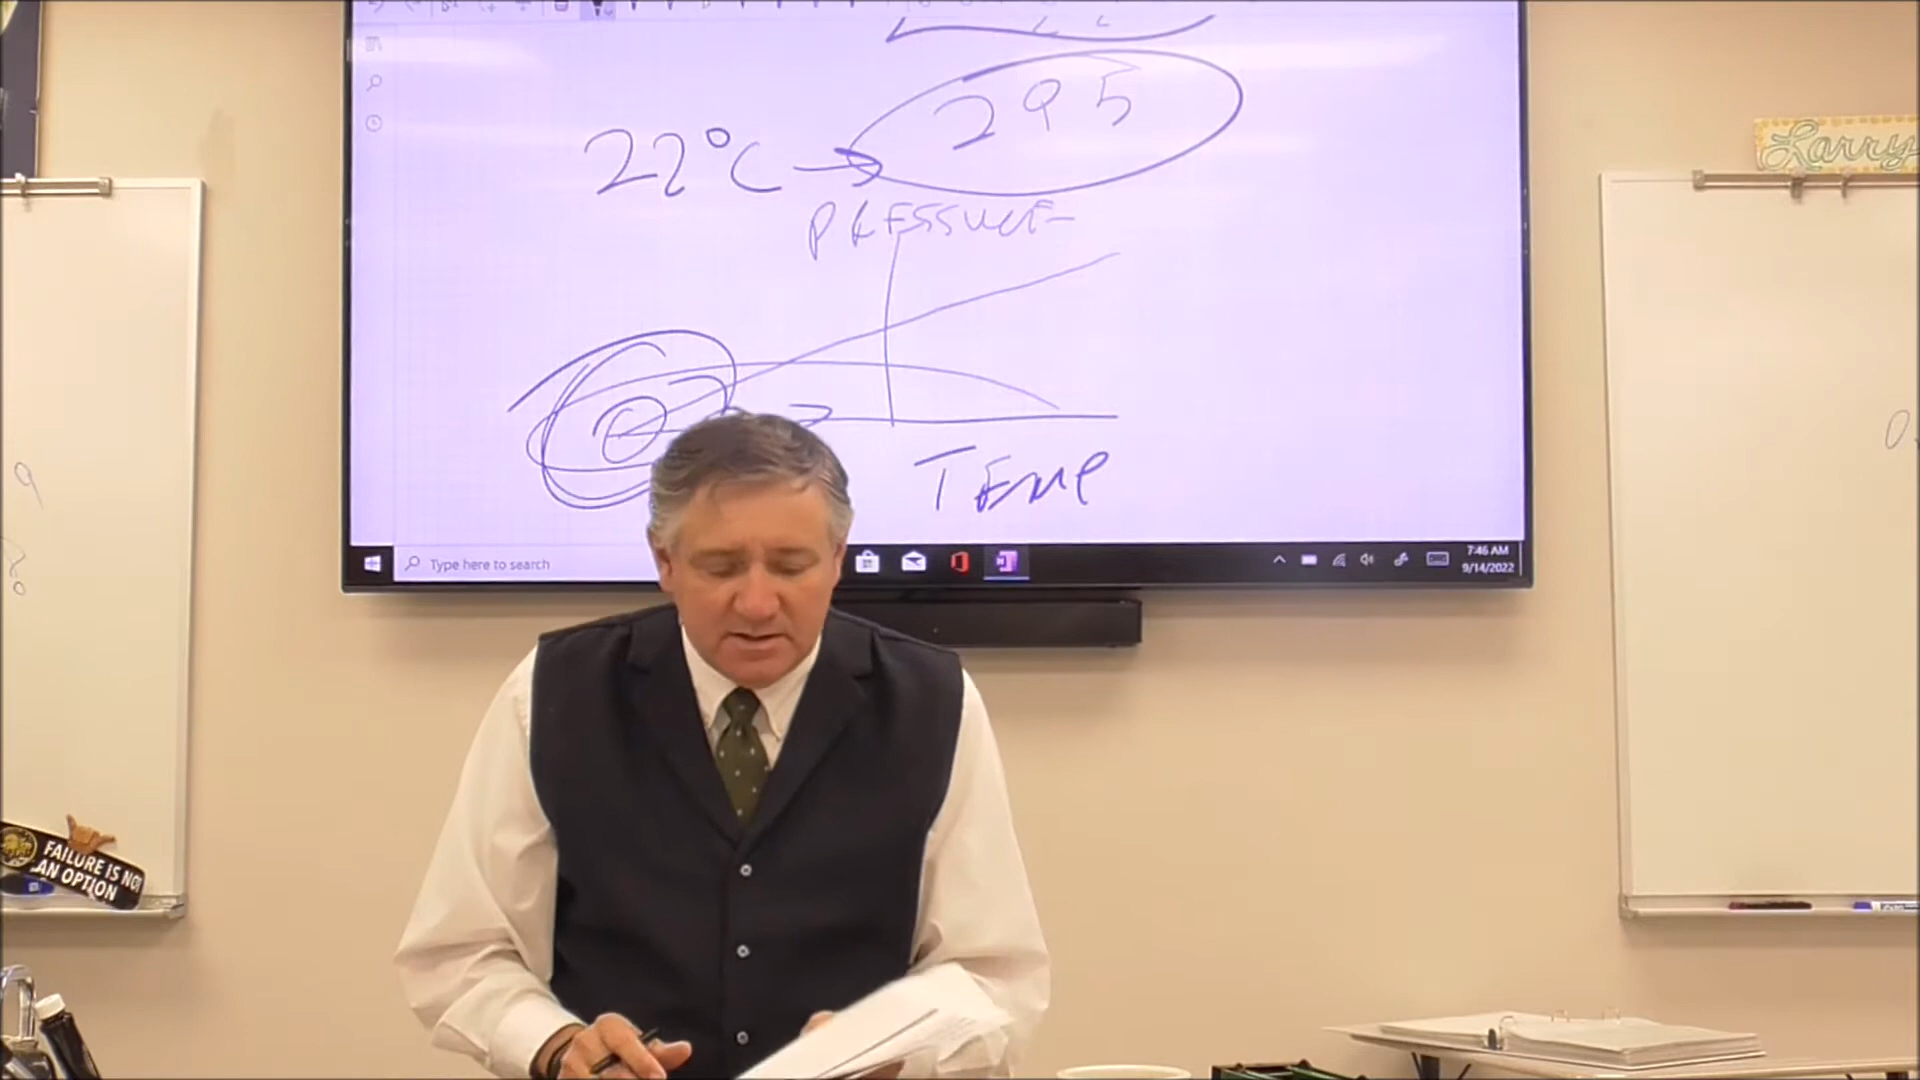 295
22°C →
PRESSURE
TEMP
Type here to search
7:46 AM
9/14/2022
Larry
FAILURE IS NOT
AN OPTION